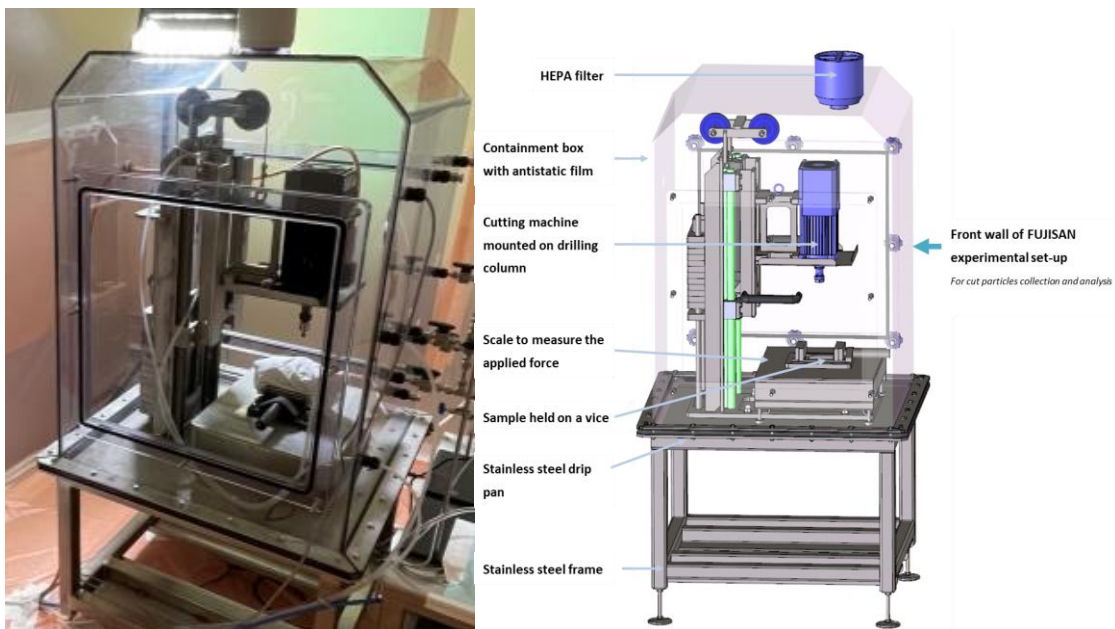 HEPA filter
Containment box
with antistatic film
Cutting machine
mounted on drilling
column
Front wall of FUJISAN
experimental set-up
For cut particles collection and analysis
Scale to measure the
applied force
Sample held on a vice
Stainless steel drip
pan
Stainless steel frame